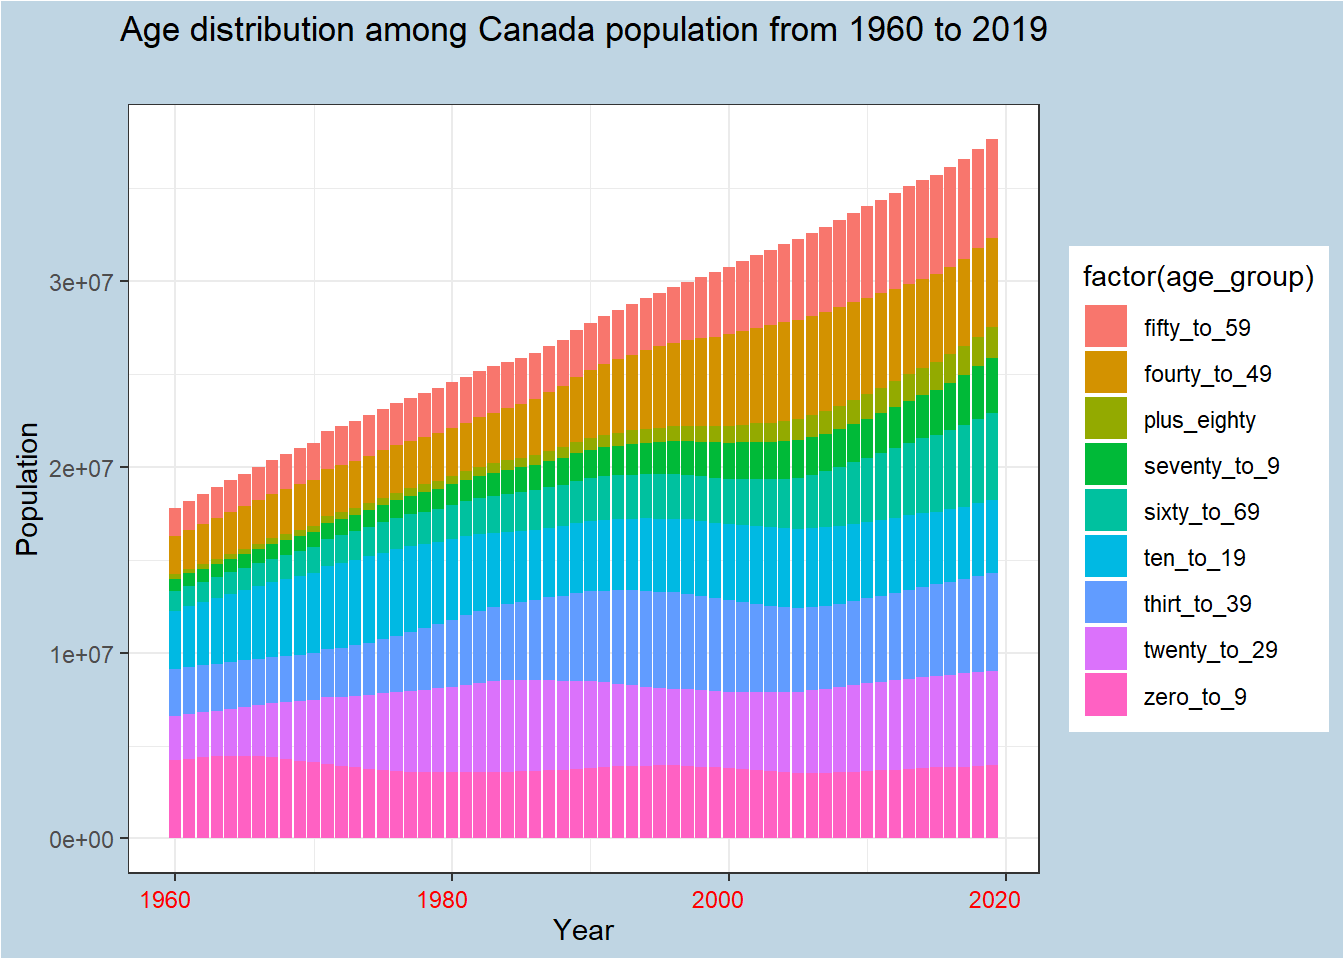 Age distribution among Canada population from 1960 to 2019
Population
3e+07
2e+07
1e+07
0e+00
1960 1980 2000 2020
Year
factor(age_group)
fifty_to_59
fourty_to_49
plus_eighty
seventy_to_9
sixty_to_69
ten_to_19
thirt_to_39
twenty_to_29
zero_to_9